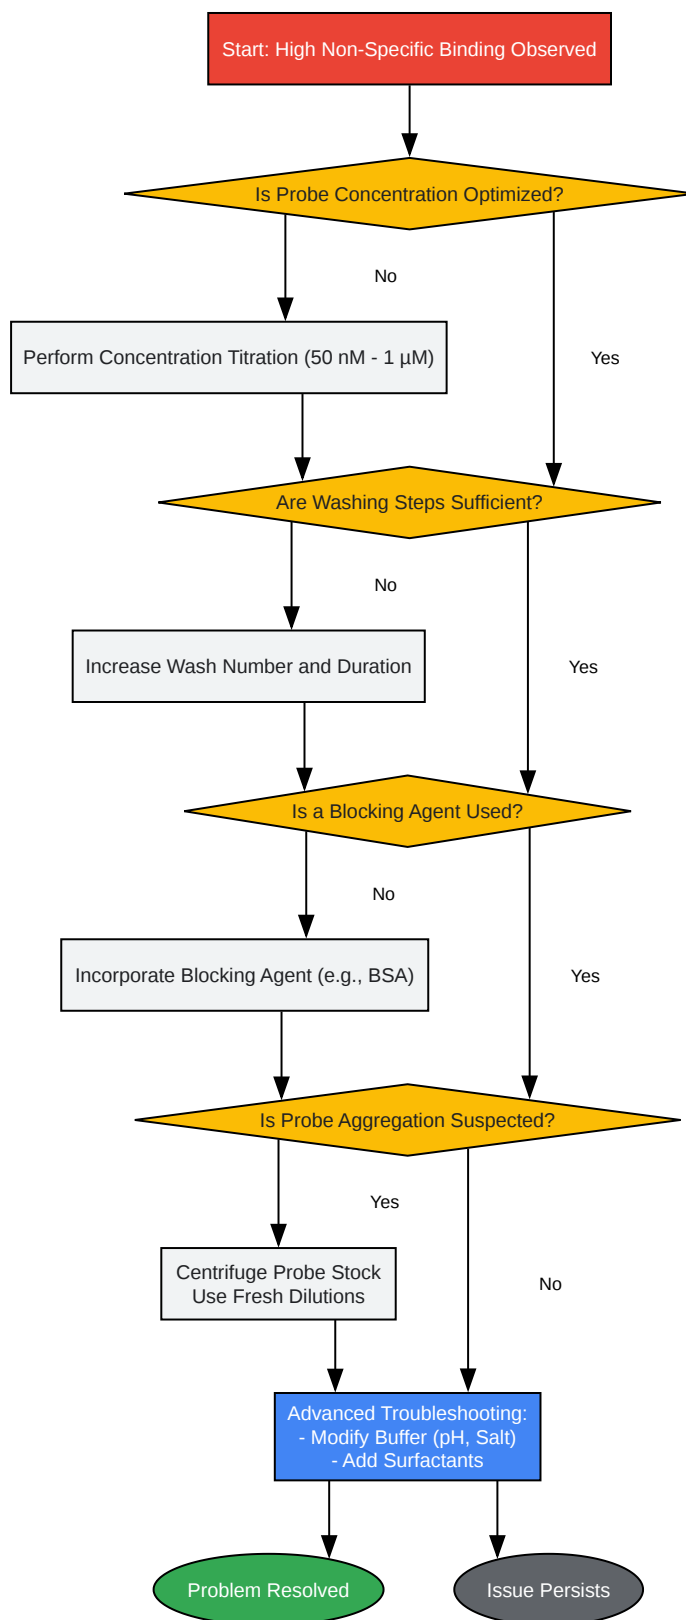 Start: High Non-Specific Binding Observed
Is Probe Concentration Optimized?
No
Perform Concentration Titration (50 nM - 1 µM)
Yes
Are Washing Steps Sufficient?
No
Increase Wash Number and Duration
Yes
Is a Blocking Agent Used?
No
Incorporate Blocking Agent (e.g., BSA)
Yes
Is Probe Aggregation Suspected?
Yes
Centrifuge Probe Stock
Use Fresh Dilutions
No
Advanced Troubleshooting:
- Modify Buffer (pH, Salt)
- Add Surfactants
Problem Resolved
Issue Persists